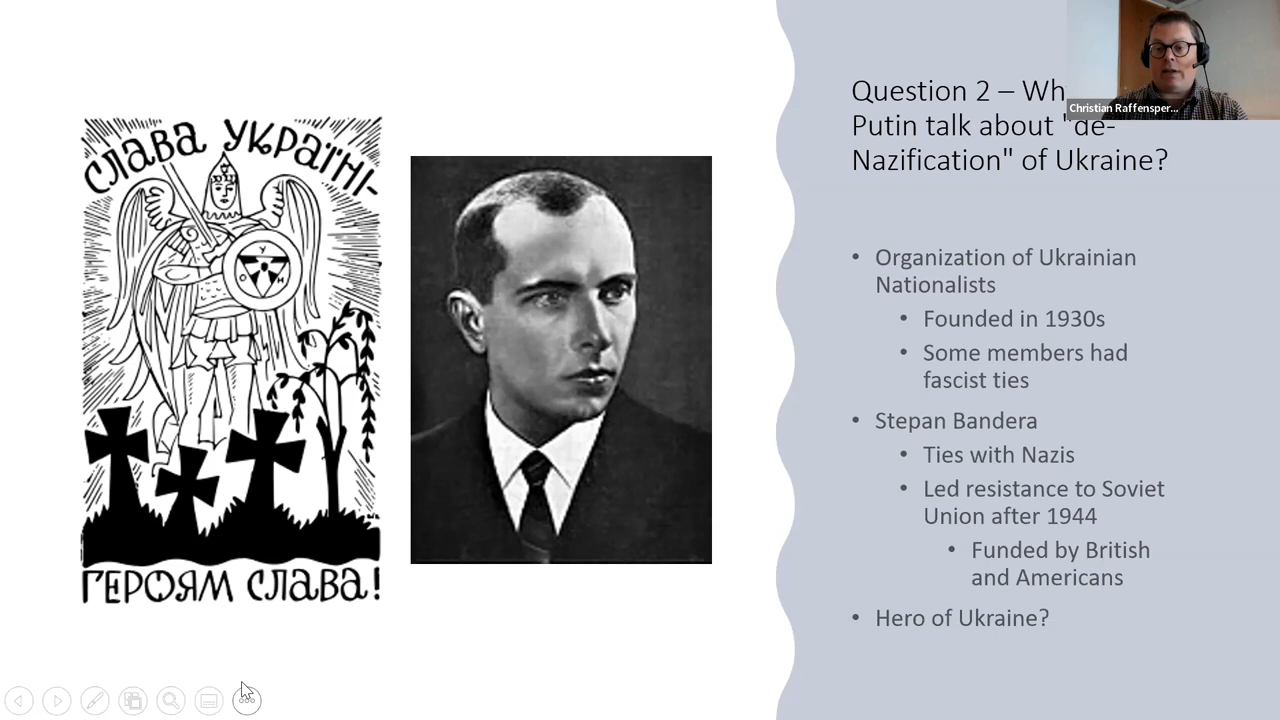 СЛАВА УКРАЇНІ-
У
О Н
ГЕРОЯМ СЛАВА!
Christian Raffensper...
Question 2 – Wh
Putin talk about "de-
Nazification" of Ukraine?
• Organization of Ukrainian
Nationalists
• Founded in 1930s
• Some members had
fascist ties
• Stepan Bandera
• Ties with Nazis
• Led resistance to Soviet
Union after 1944
• Funded by British
and Americans
• Hero of Ukraine?